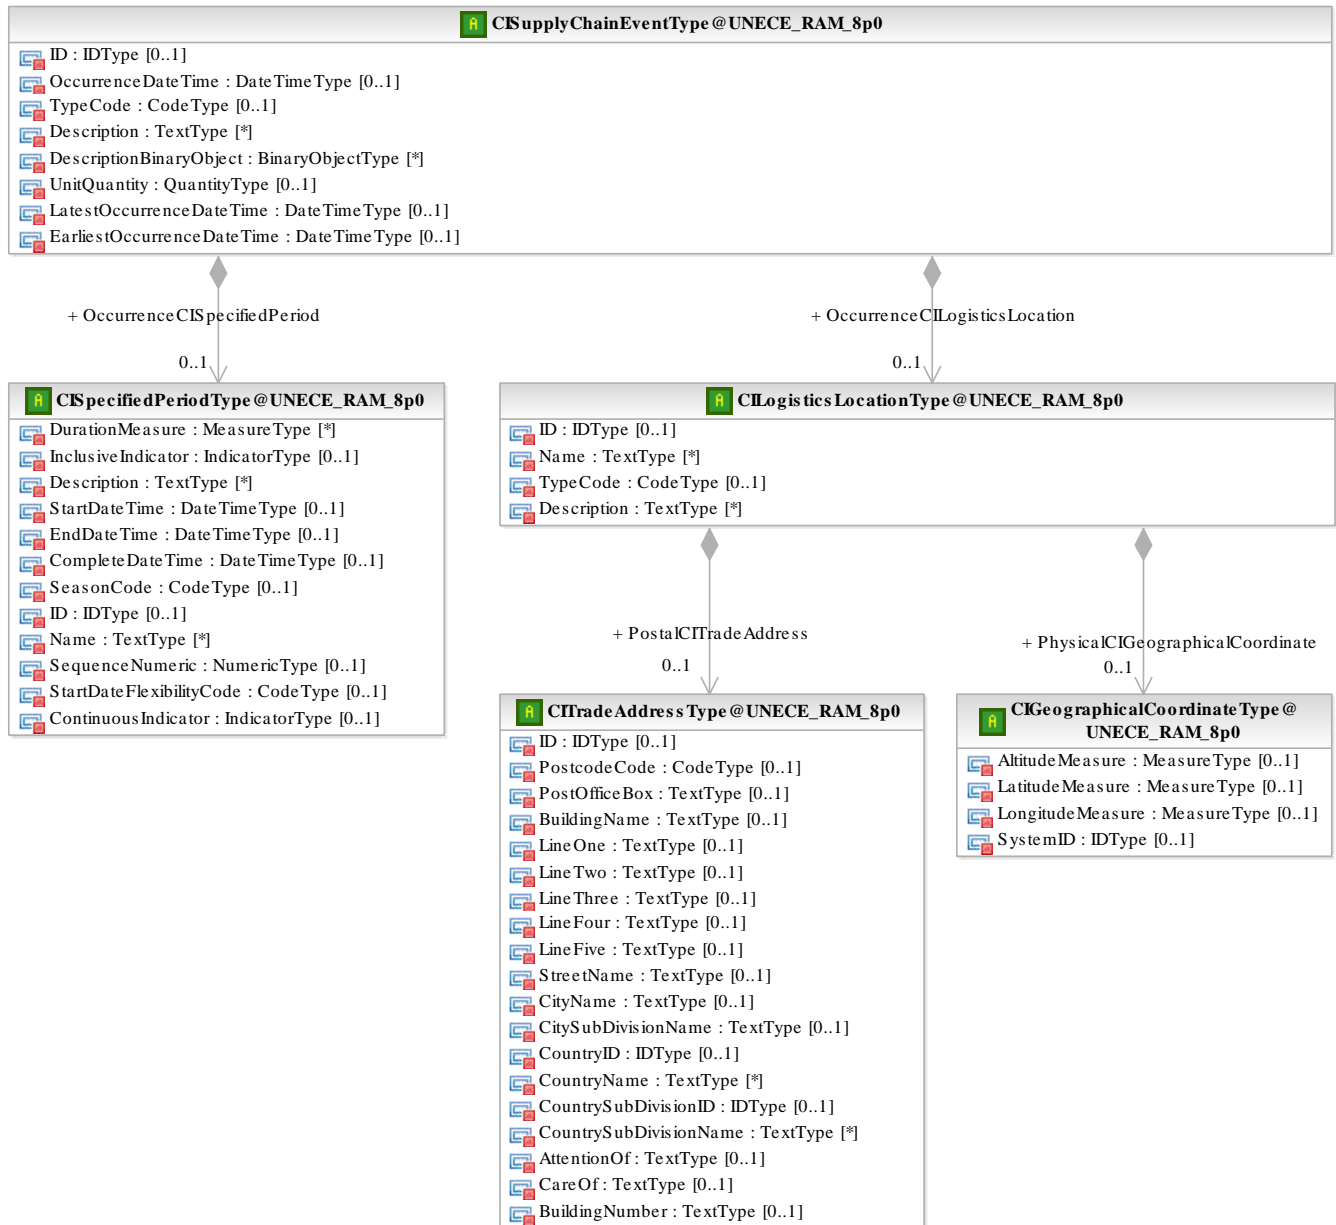 CISupplyChainEventType@UNECE_RAM_8p0
ID : IDType [0..1]
OccurrenceDateTime : DateTimeType [0..1]
TypeCode : CodeType [0..1]
Description : TextType [*]
DescriptionBinaryObject : BinaryObjectType [*]
UnitQuantity : QuantityType [0..1]
LatestOccurrenceDateTime : DateTimeType [0..1]
EarliestOccurrenceDateTime : DateTimeType [0..1]
+ OccurrenceCISpecifiedPeriod
0..1
+ OccurrenceCILogisticsLocation
0..1
CISpecifiedPeriodType@UNECE_RAM_8p0
DurationMeasure : MeasureType [*]
InclusiveIndicator : IndicatorType [0..1]
Description : TextType [*]
StartDateTime : DateTimeType [0..1]
EndDateTime : DateTimeType [0..1]
CompleteDateTime : DateTimeType [0..1]
SeasonCode : CodeType [0..1]
ID : IDType [0..1]
Name : TextType [*]
SequenceNumeric : NumericType [0..1]
StartDateFlexibilityCode : CodeType [0..1]
ContinuousIndicator : IndicatorType [0..1]
CILogisticsLocationType@UNECE_RAM_8p0
ID : IDType [0..1]
Name : TextType [*]
TypeCode : CodeType [0..1]
Description : TextType [*]
+ PostalCITradeAddress
0..1
+ PhysicalCIGeographicalCoordinate
0..1
CITradeAddressType@UNECE_RAM_8p0
ID : IDType [0..1]
PostcodeCode : CodeType [0..1]
PostOfficeBox : TextType [0..1]
BuildingName : TextType [0..1]
LineOne : TextType [0..1]
LineTwo : TextType [0..1]
LineThree : TextType [0..1]
LineFour : TextType [0..1]
LineFive : TextType [0..1]
StreetName : TextType [0..1]
CityName : TextType [0..1]
CitySubDivisionName : TextType [0..1]
CountryID : IDType [0..1]
CountryName : TextType [*]
CountrySubDivisionID : IDType [0..1]
CountrySubDivisionName : TextType [*]
AttentionOf : TextType [0..1]
CareOf : TextType [0..1]
BuildingNumber : TextType [0..1]
CIGeographicalCoordinateType@
UNECE_RAM_8p0
AltitudeMeasure : MeasureType [0..1]
LatitudeMeasure : MeasureType [0..1]
LongitudeMeasure : MeasureType [0..1]
SystemID : IDType [0..1]